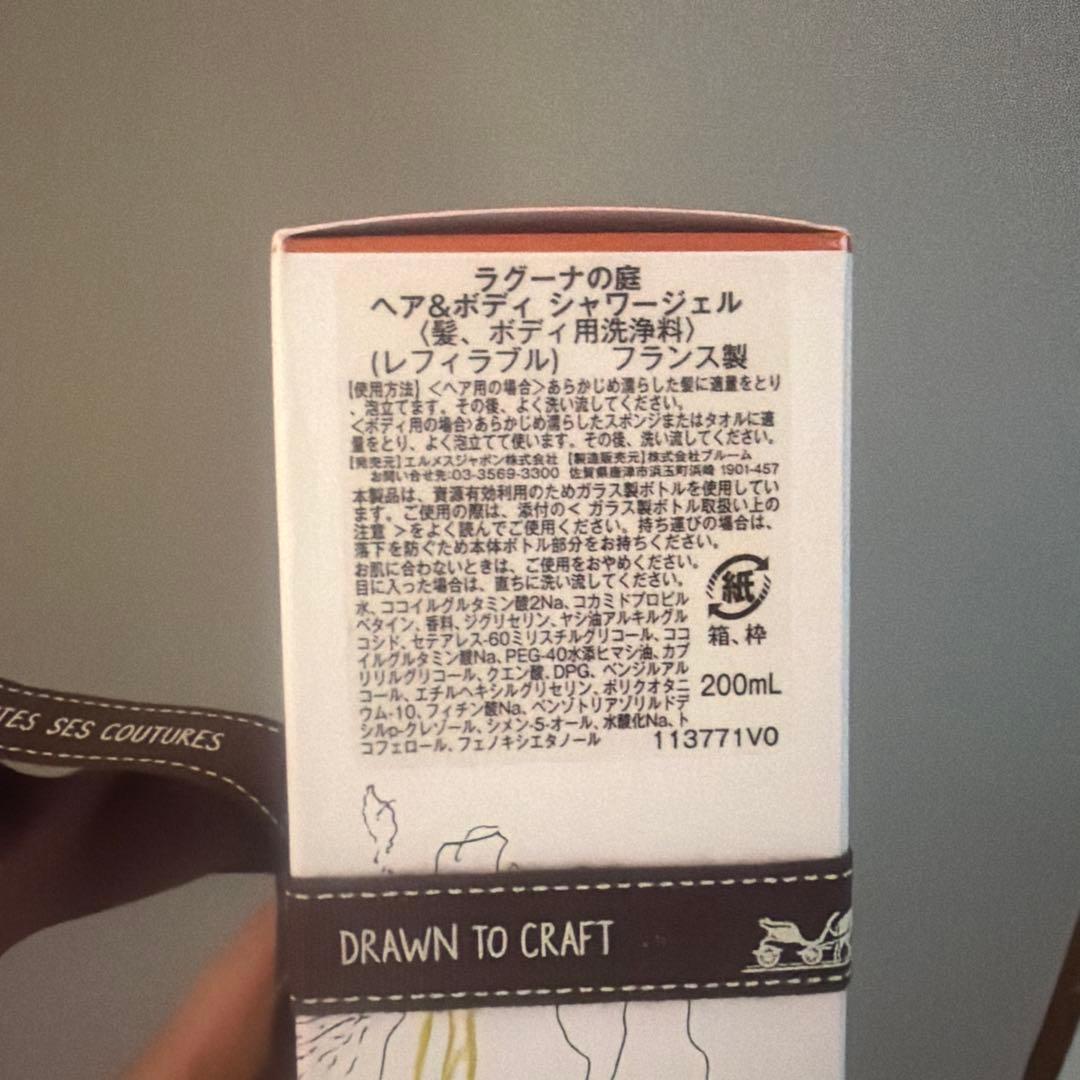 ラグーナの庭
ヘア&ボディ シャワージェル
〈髪、ボディ用洗浄料〉
(レフィラブル) フランス製
【使用方法】<ヘア用の場合>あらかじめ濡らした髪に適量をとり
、泡立てます。その後、よく洗い流してください。
<ボディ用の場合>あらかじめ濡らしたスポンジまたはタオルに適
量をとり、よく泡立てて使います。その後、洗い流してください。
【発売元】エルメスジャポン株式会社 【製造販売元】株式会社ブルーム
お問い合せ先:03-3569-3300 佐賀県唐津市浜玉町浜崎 1901-457
本製品は、資源有効利用のためガラス製ボトルを使用してい
ます。ご使用の際は、添付の< ガラス製ボトル取扱い上の
注意 >をよく読んでご使用ください。持ち運びの場合は、
落下を防ぐため本体ボトル部分をお持ちください。
お肌に合わないときは、ご使用をおやめください。
目に入った場合は、直ちに洗い流してください。
水、ココイルグルタミン酸2Na、コカミドプロピル
ベタイン、香料、ジグリセリン、ヤシ油アルキルグル
コシド、セテアレス-60ミリスチルグリコール、ココ
イルグルタミン酸Na、PEG-40水添ヒマシ油、カプ
リリルグリコール、クエン酸、DPG、ベンジルアル
コール、エチルヘキシルグリセリン、ポリクオタニ
ウム-10、フィチン酸Na、ベンゾトリアゾリルドデ
シルp-クレゾール、シメン-5-オール、水酸化Na、ト
コフェロール、フェノキシエタノール
紙
箱、枠
200mL
113771V0
TES SES COUTURES
DRAWN TO CRAFT